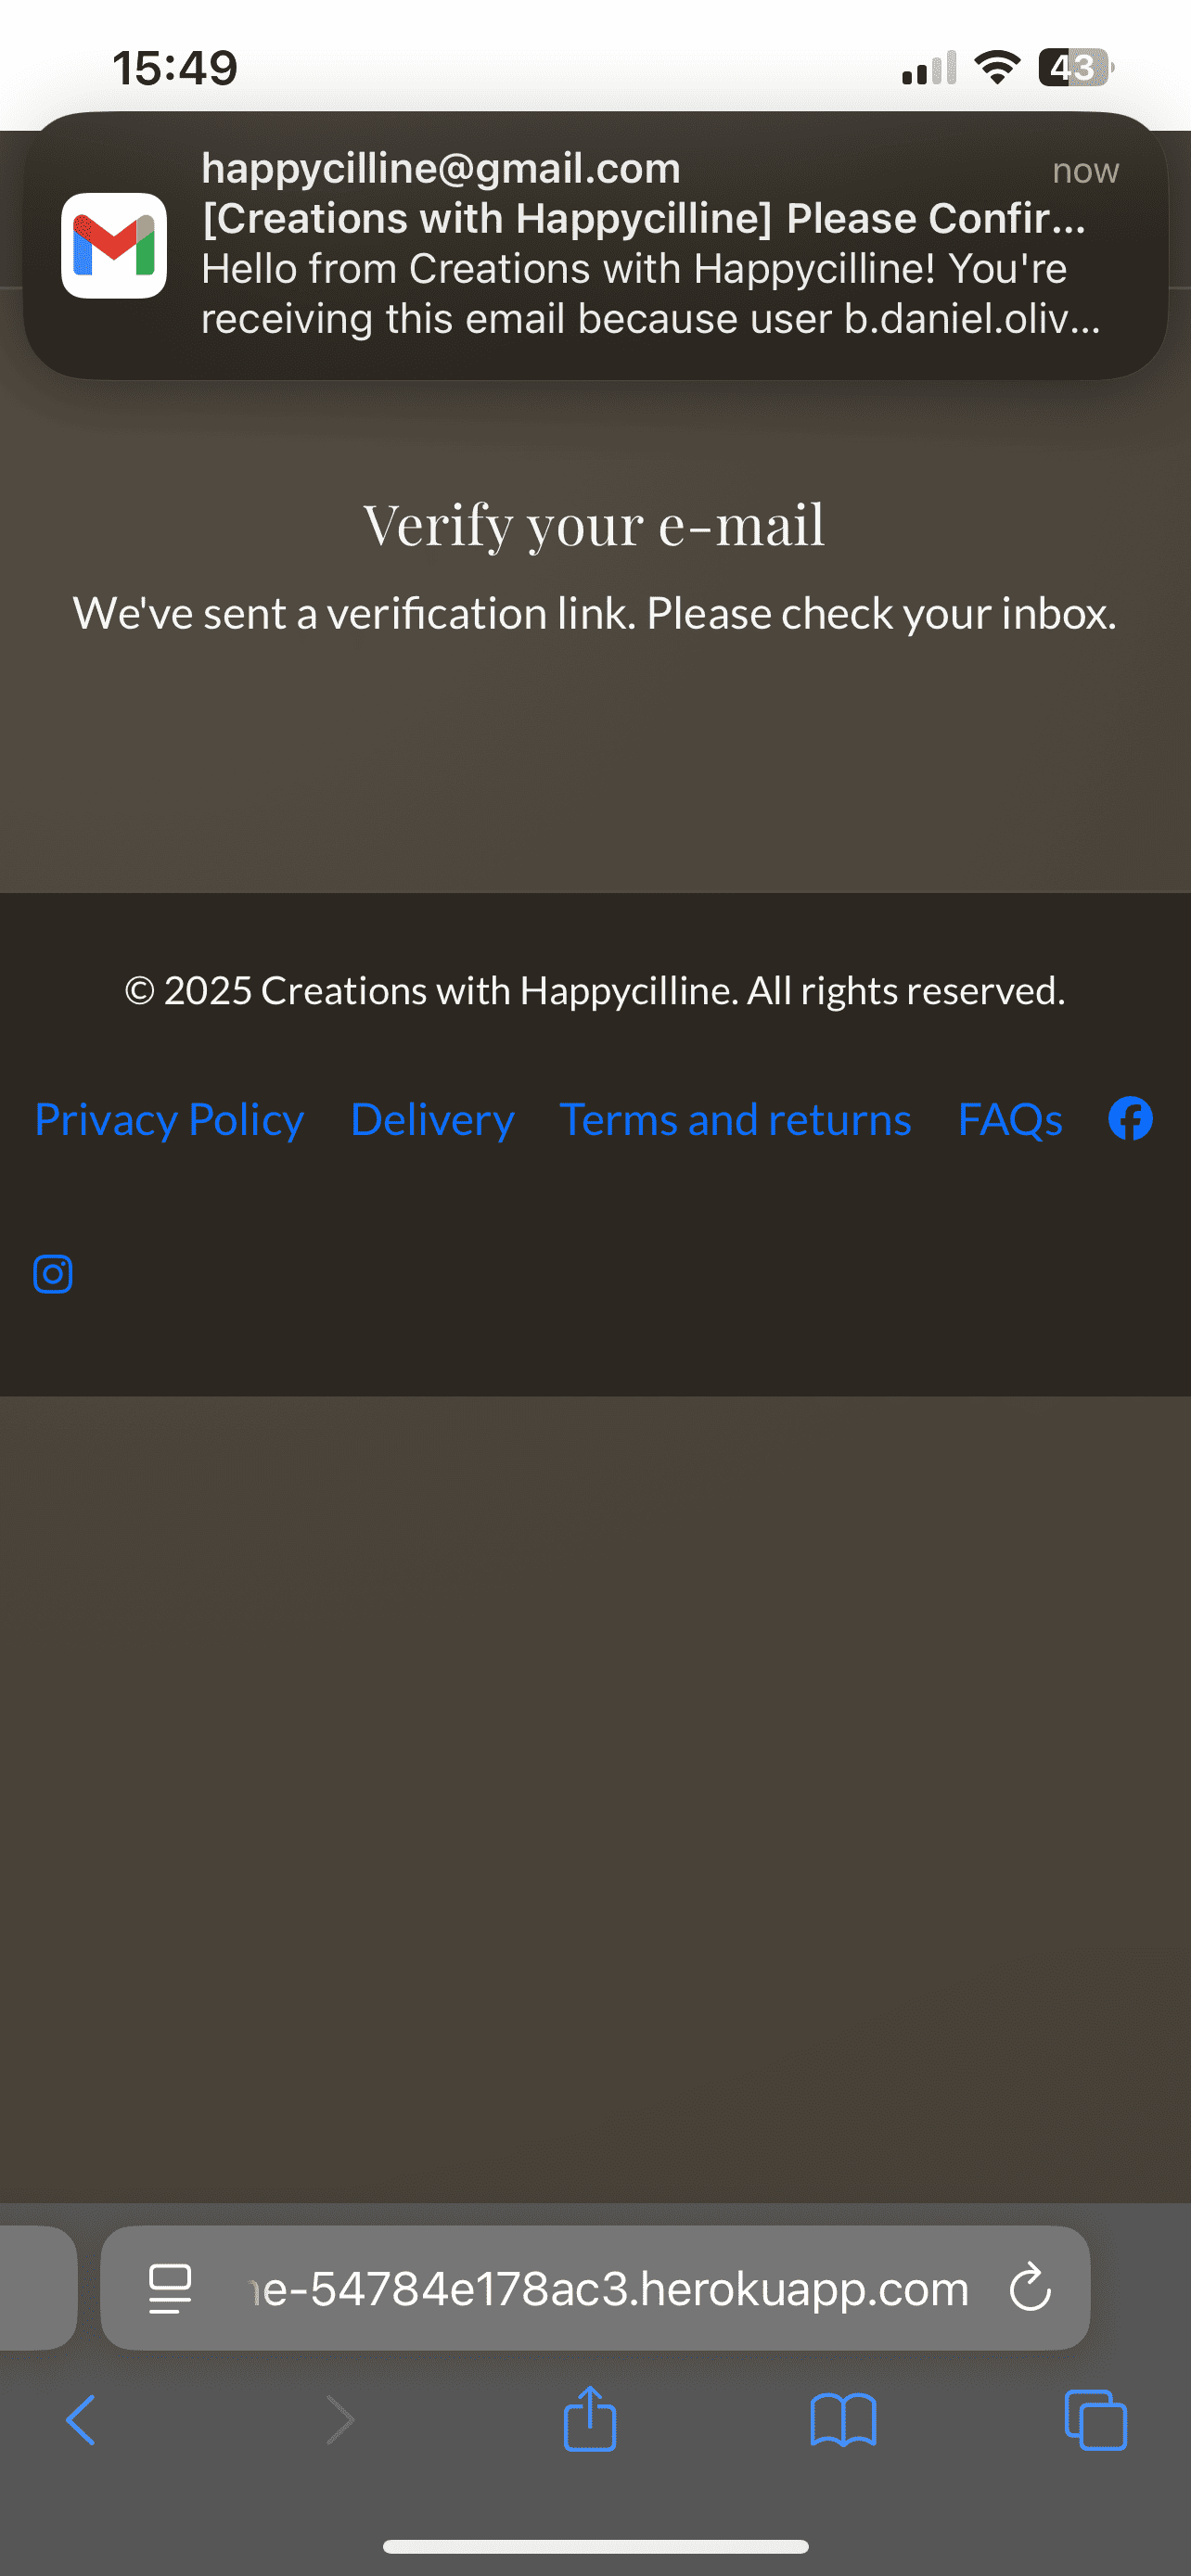 15:49
43
happycilline@gmail.com now
[Creations with Happycilline] Please Confir...
Hello from Creations with Happycilline! You're
receiving this email because user b.daniel.oliv...
Verify your e-mail
We've sent a verification link. Please check your inbox.
© 2025 Creations with Happycilline. All rights reserved.
Privacy Policy Delivery Terms and returns FAQs
e-54784e178ac3.herokuapp.com